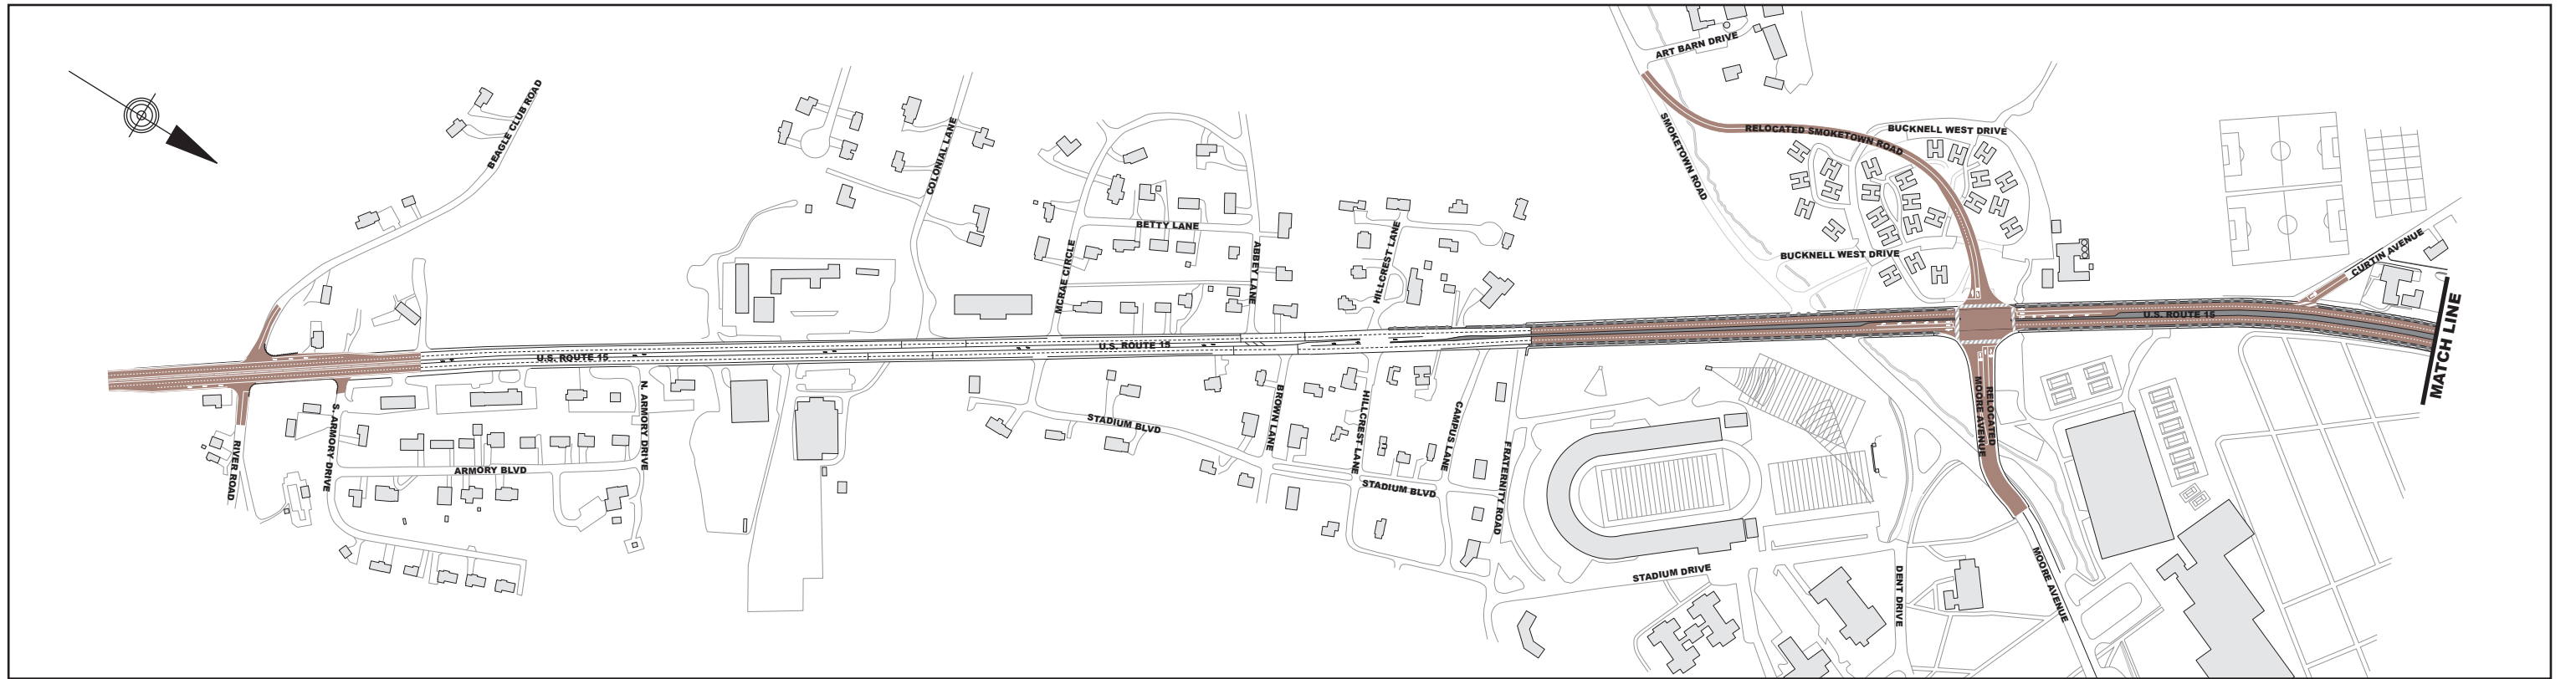 ART BARN DRIVE
BEAGLE CLUB ROAD
COLONIAL LANE
SMOKETOWN ROAD
RELOCATED SMOKETOWN ROAD
BUCKNELL WEST DRIVE
BETTY LANE
MCRAE CIRCLE
ABBEY LANE
HILLCREST LANE
BUCKNELL WEST DRIVE
CURTIN AVENUE
MATCH LINE
U.S. ROUTE 15
U.S. ROUTE 15
U.S. ROUTE 15
RIVER ROAD
S. ARMORY DRIVE
ARMORY BLVD
N. ARMORY DRIVE
STADIUM BLVD
BROWN LANE
HILLCREST LANE
STADIUM BLVD
CAMPUS LANE
FRATERNITY ROAD
RELOCATED
MOORE AVENUE
STADIUM DRIVE
DENT DRIVE
MOORE AVENUE